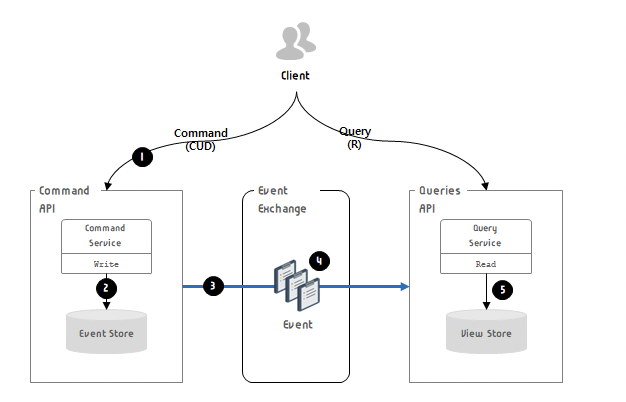 Client
Command
(CUD)
Query
(R)
1
Command
API
Command
Service
Write
2
Event Store
3
Event
Exchange
4
Event
Queries
API
Query
Service
Read
5
View Store